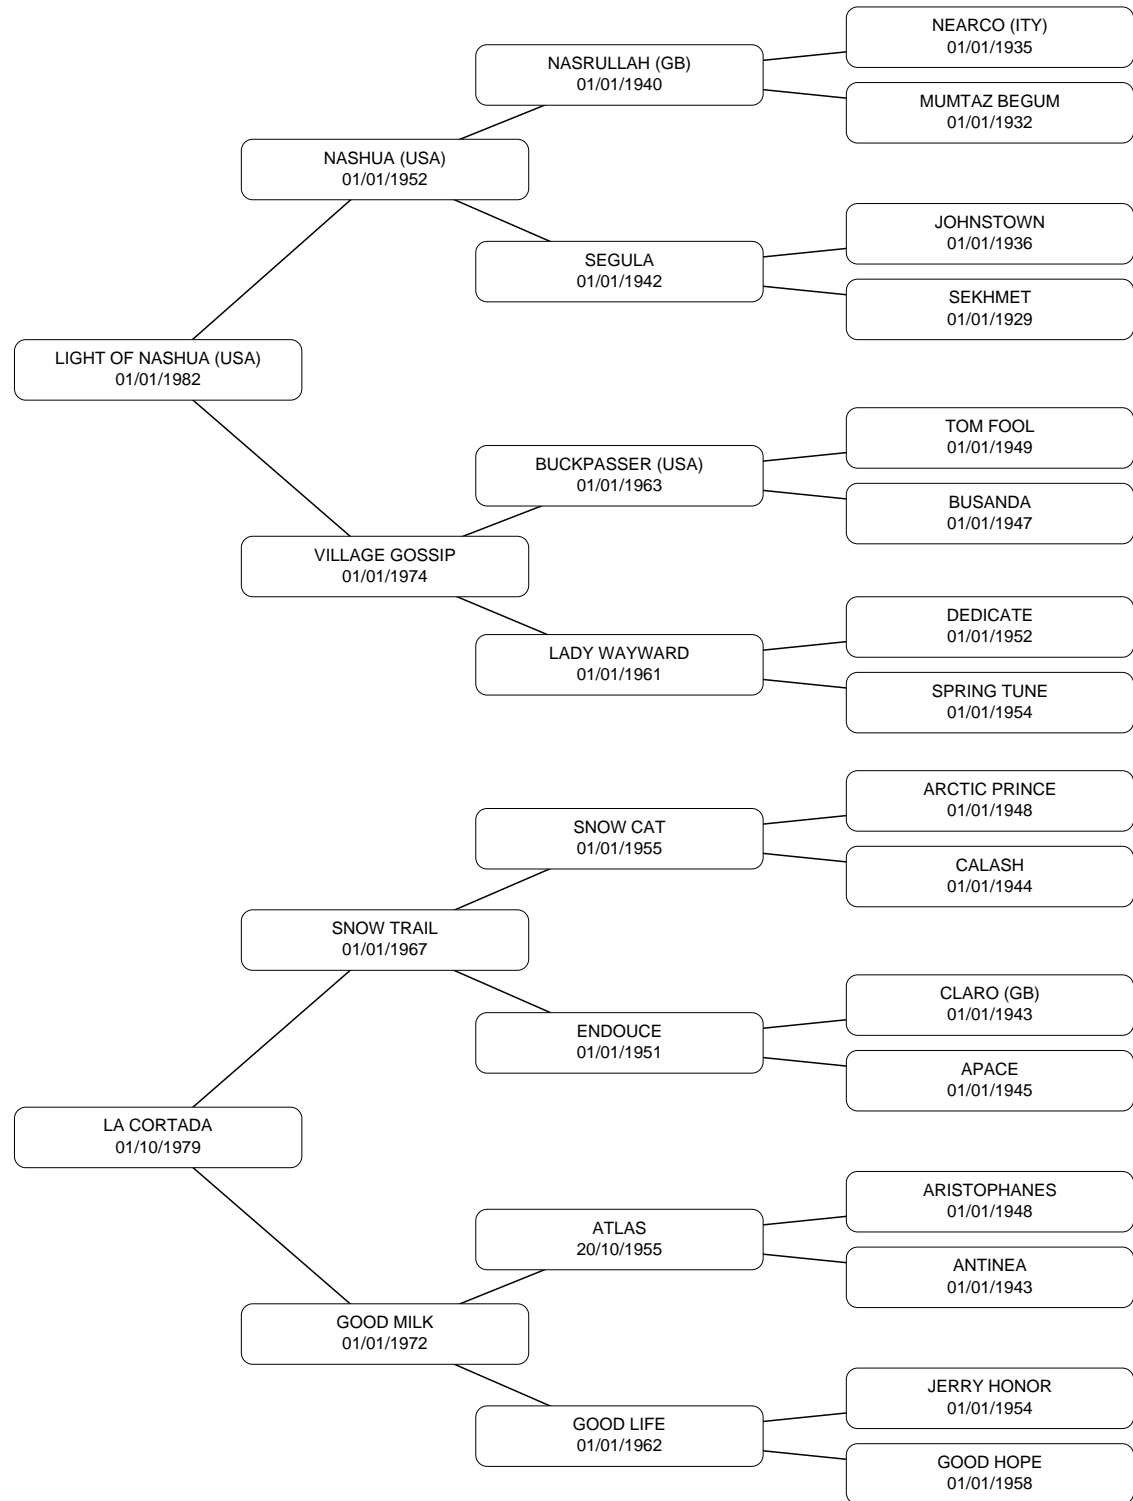 NEARCO (ITY)
01/01/1935
NASRULLAH (GB)
01/01/1940
MUMTAZ BEGUM
01/01/1932
NASHUA (USA)
01/01/1952
JOHNSTOWN
01/01/1936
SEGULA
01/01/1942
SEKHMET
01/01/1929
LIGHT OF NASHUA (USA)
01/01/1982
TOM FOOL
01/01/1949
BUCKPASSER (USA)
01/01/1963
BUSANDA
01/01/1947
VILLAGE GOSSIP
01/01/1974
DEDICATE
01/01/1952
LADY WAYWARD
01/01/1961
SPRING TUNE
01/01/1954
ARCTIC PRINCE
01/01/1948
SNOW CAT
01/01/1955
CALASH
01/01/1944
SNOW TRAIL
01/01/1967
CLARO (GB)
01/01/1943
ENDOUCE
01/01/1951
APACE
01/01/1945
LA CORTADA
01/10/1979
ARISTOPHANES
01/01/1948
ATLAS
20/10/1955
ANTINEA
01/01/1943
GOOD MILK
01/01/1972
JERRY HONOR
01/01/1954
GOOD LIFE
01/01/1962
GOOD HOPE
01/01/1958